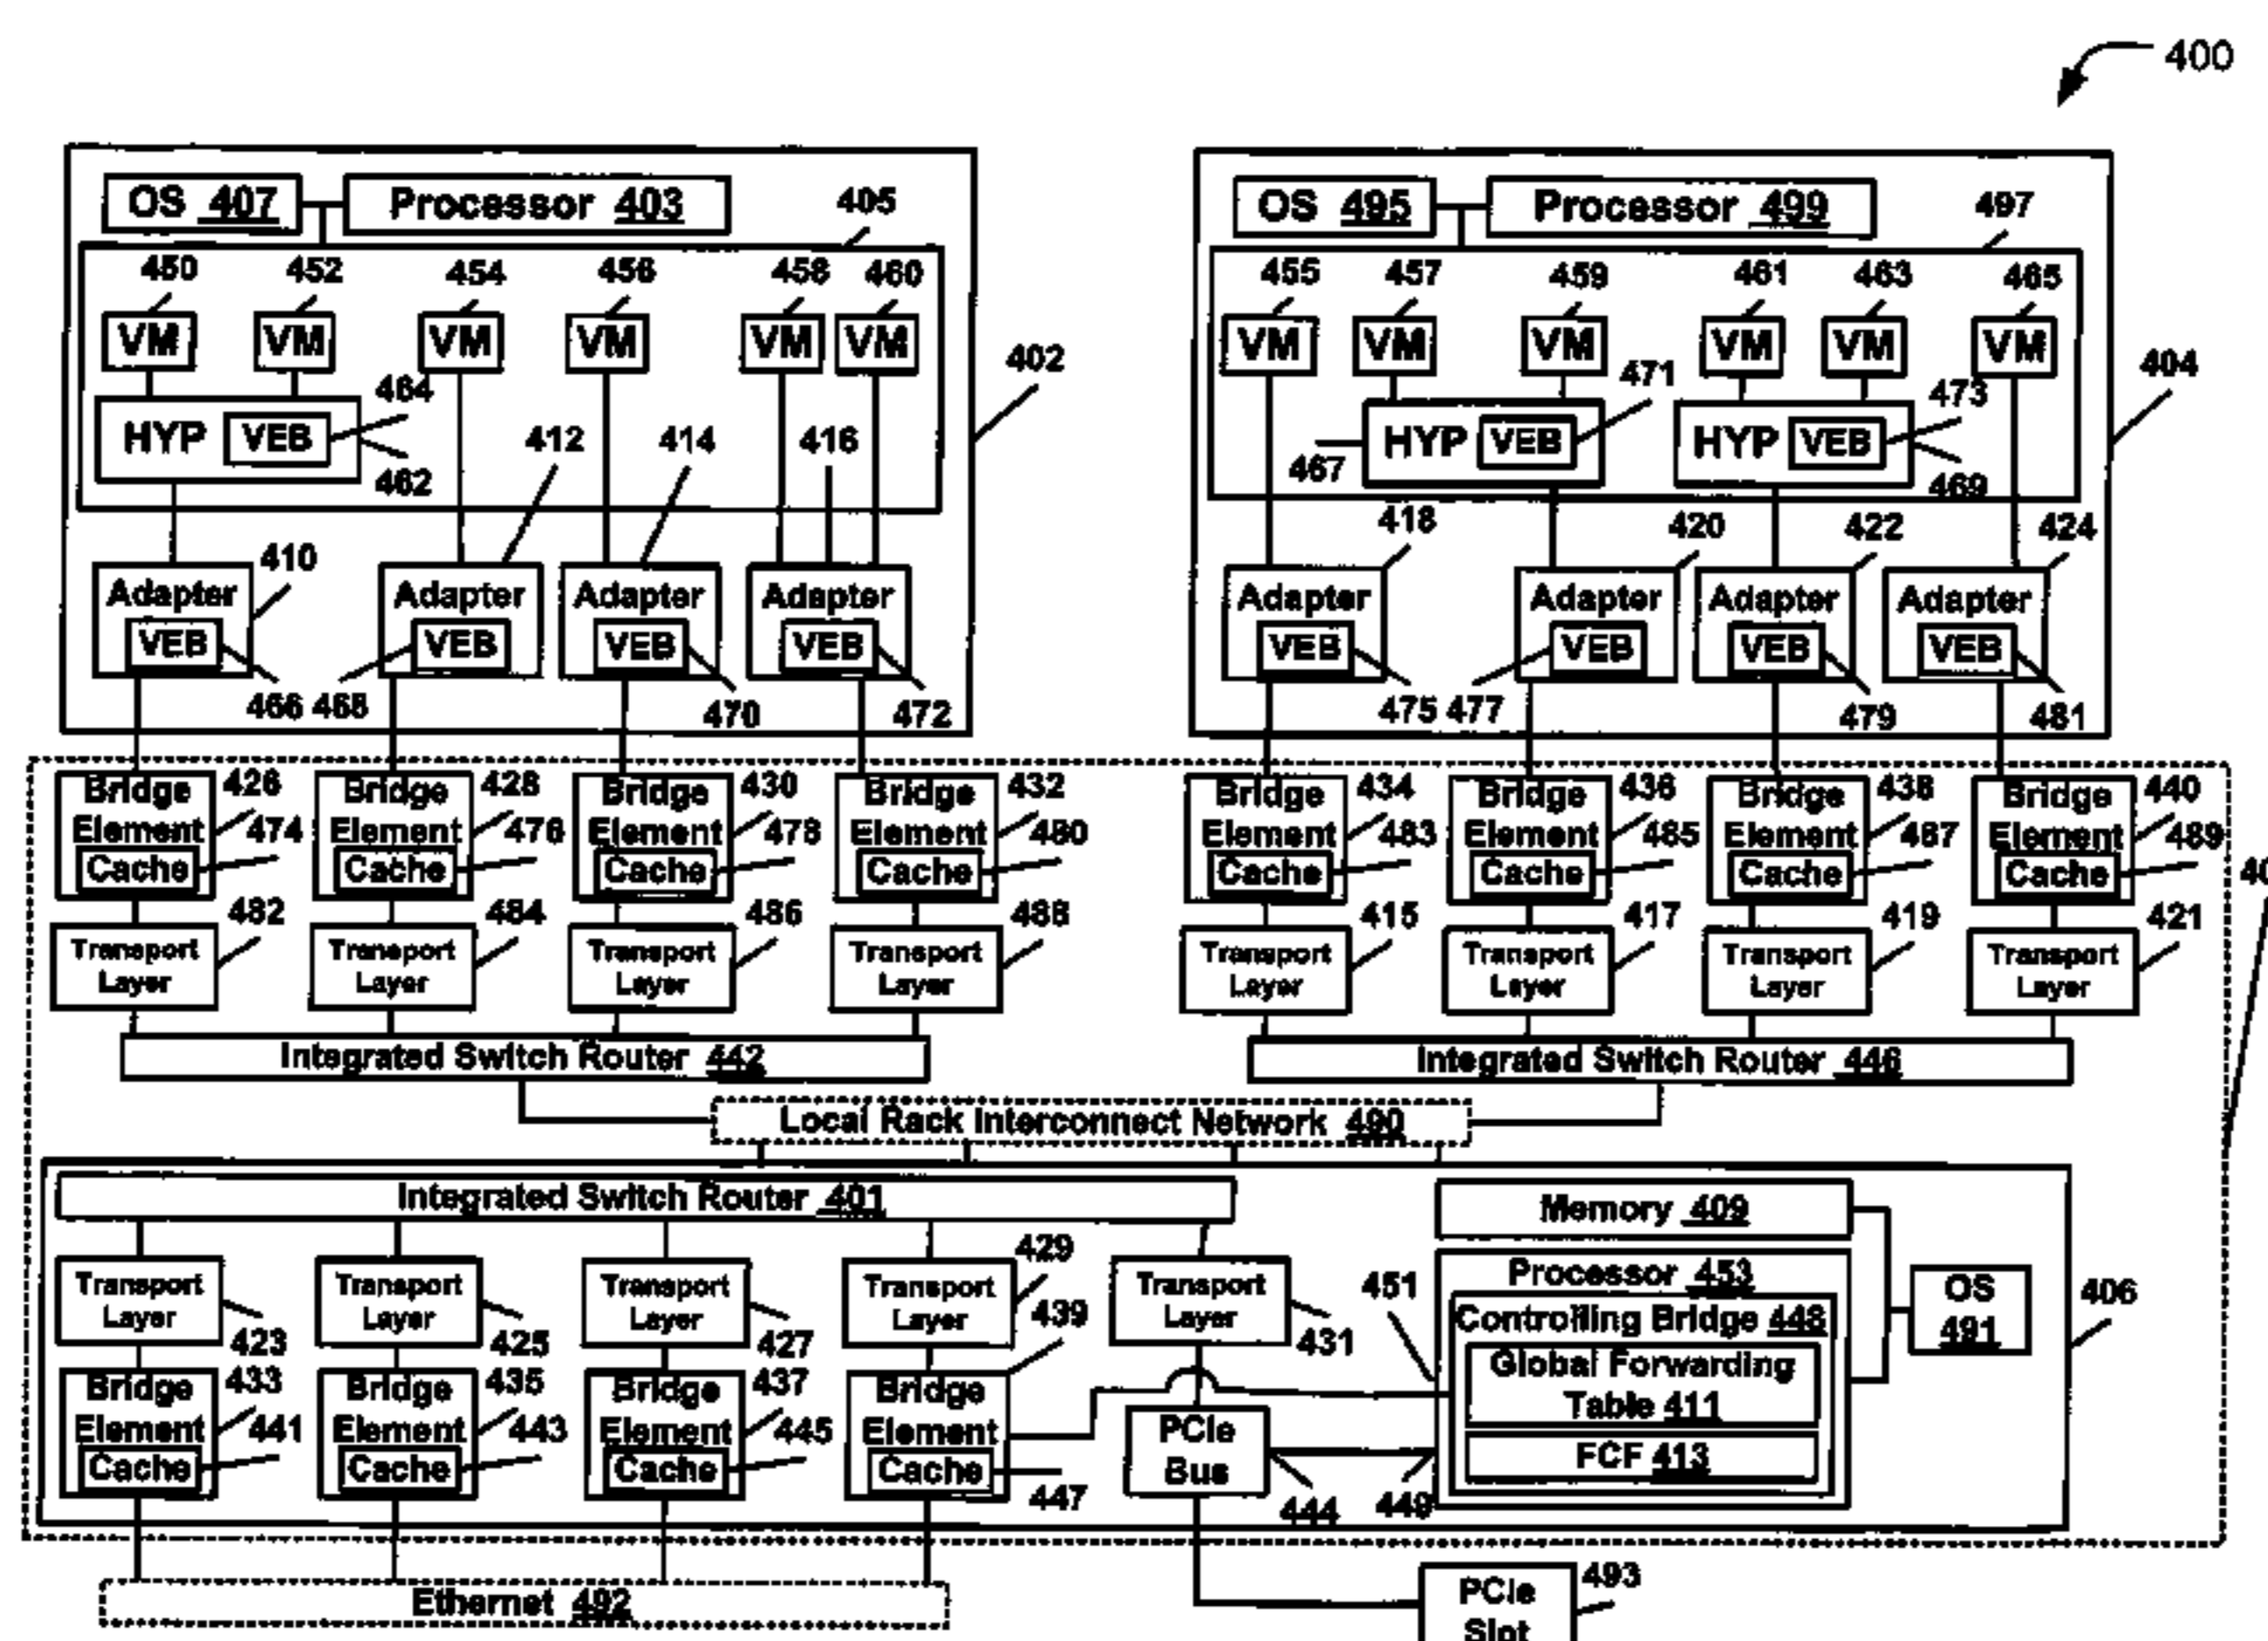 400
OS 407 Processor 403 405
OS 495 Processor 499 497
450 452 454 456 458 460
455 457 459 461 463 465
VM VM VM VM VM VM
VM VM VM VM VM VM
402 404
464 471 473
HYP VEB 412 414 416
HYP VEB HYP VEB
462 467 469
418 420 422 424
410
Adapter Adapter Adapter Adapter
Adapter Adapter Adapter Adapter
VEB VEB VEB VEB
VEB VEB VEB VEB
466 468 470 472
475 477 479 481
Bridge 426 Bridge 428 Bridge 430 Bridge 432
Element 474 Element 476 Element 478 Element 480
Cache Cache Cache Cache
Bridge 434 Bridge 436 Bridge 438 Bridge 440
Element 483 Element 485 Element 487 Element 489
Cache Cache Cache Cache
482 484 486 488
415 417 419 421
Transport Transport Transport Transport
Layer Layer Layer Layer
Transport Transport Transport Transport
Layer Layer Layer Layer
Integrated Switch Router 442
Integrated Switch Router 446
Local Rack Interconnect Network 490
Integrated Switch Router 401
Memory 409
429
Transport Transport Transport Transport Transport
Layer Layer Layer Layer Layer
423 425 427 439 431
Processor 453
451
Controlling Bridge 448
Global Forwarding
Table 411
FCF 413
OS
491
406
Bridge 433 Bridge 435 Bridge 437 Bridge
Element 441 Element 443 Element 445 Element
Cache Cache Cache Cache
447
PCIe
Bus
444 449
Ethernet 492
PCIe 493
Slot